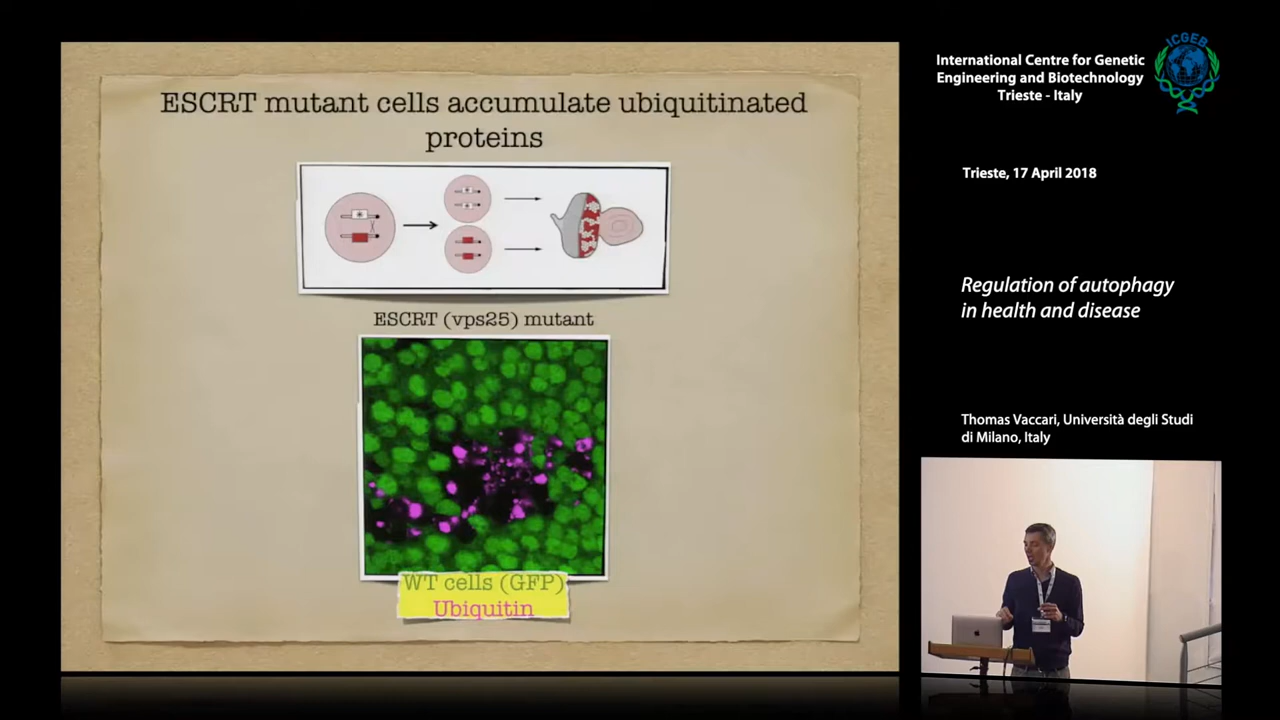 ESCRT mutant cells accumulate ubiquitinated
proteins
ESCRT (vps25) mutant
WT cells (GFP)
Ubiquitin
International Centre for Genetic
Engineering and Biotechnology
Trieste - Italy
ICGEB
Trieste, 17 April 2018
Regulation of autophagy
in health and disease
Thomas Vaccari, Università degli Studi
di Milano, Italy